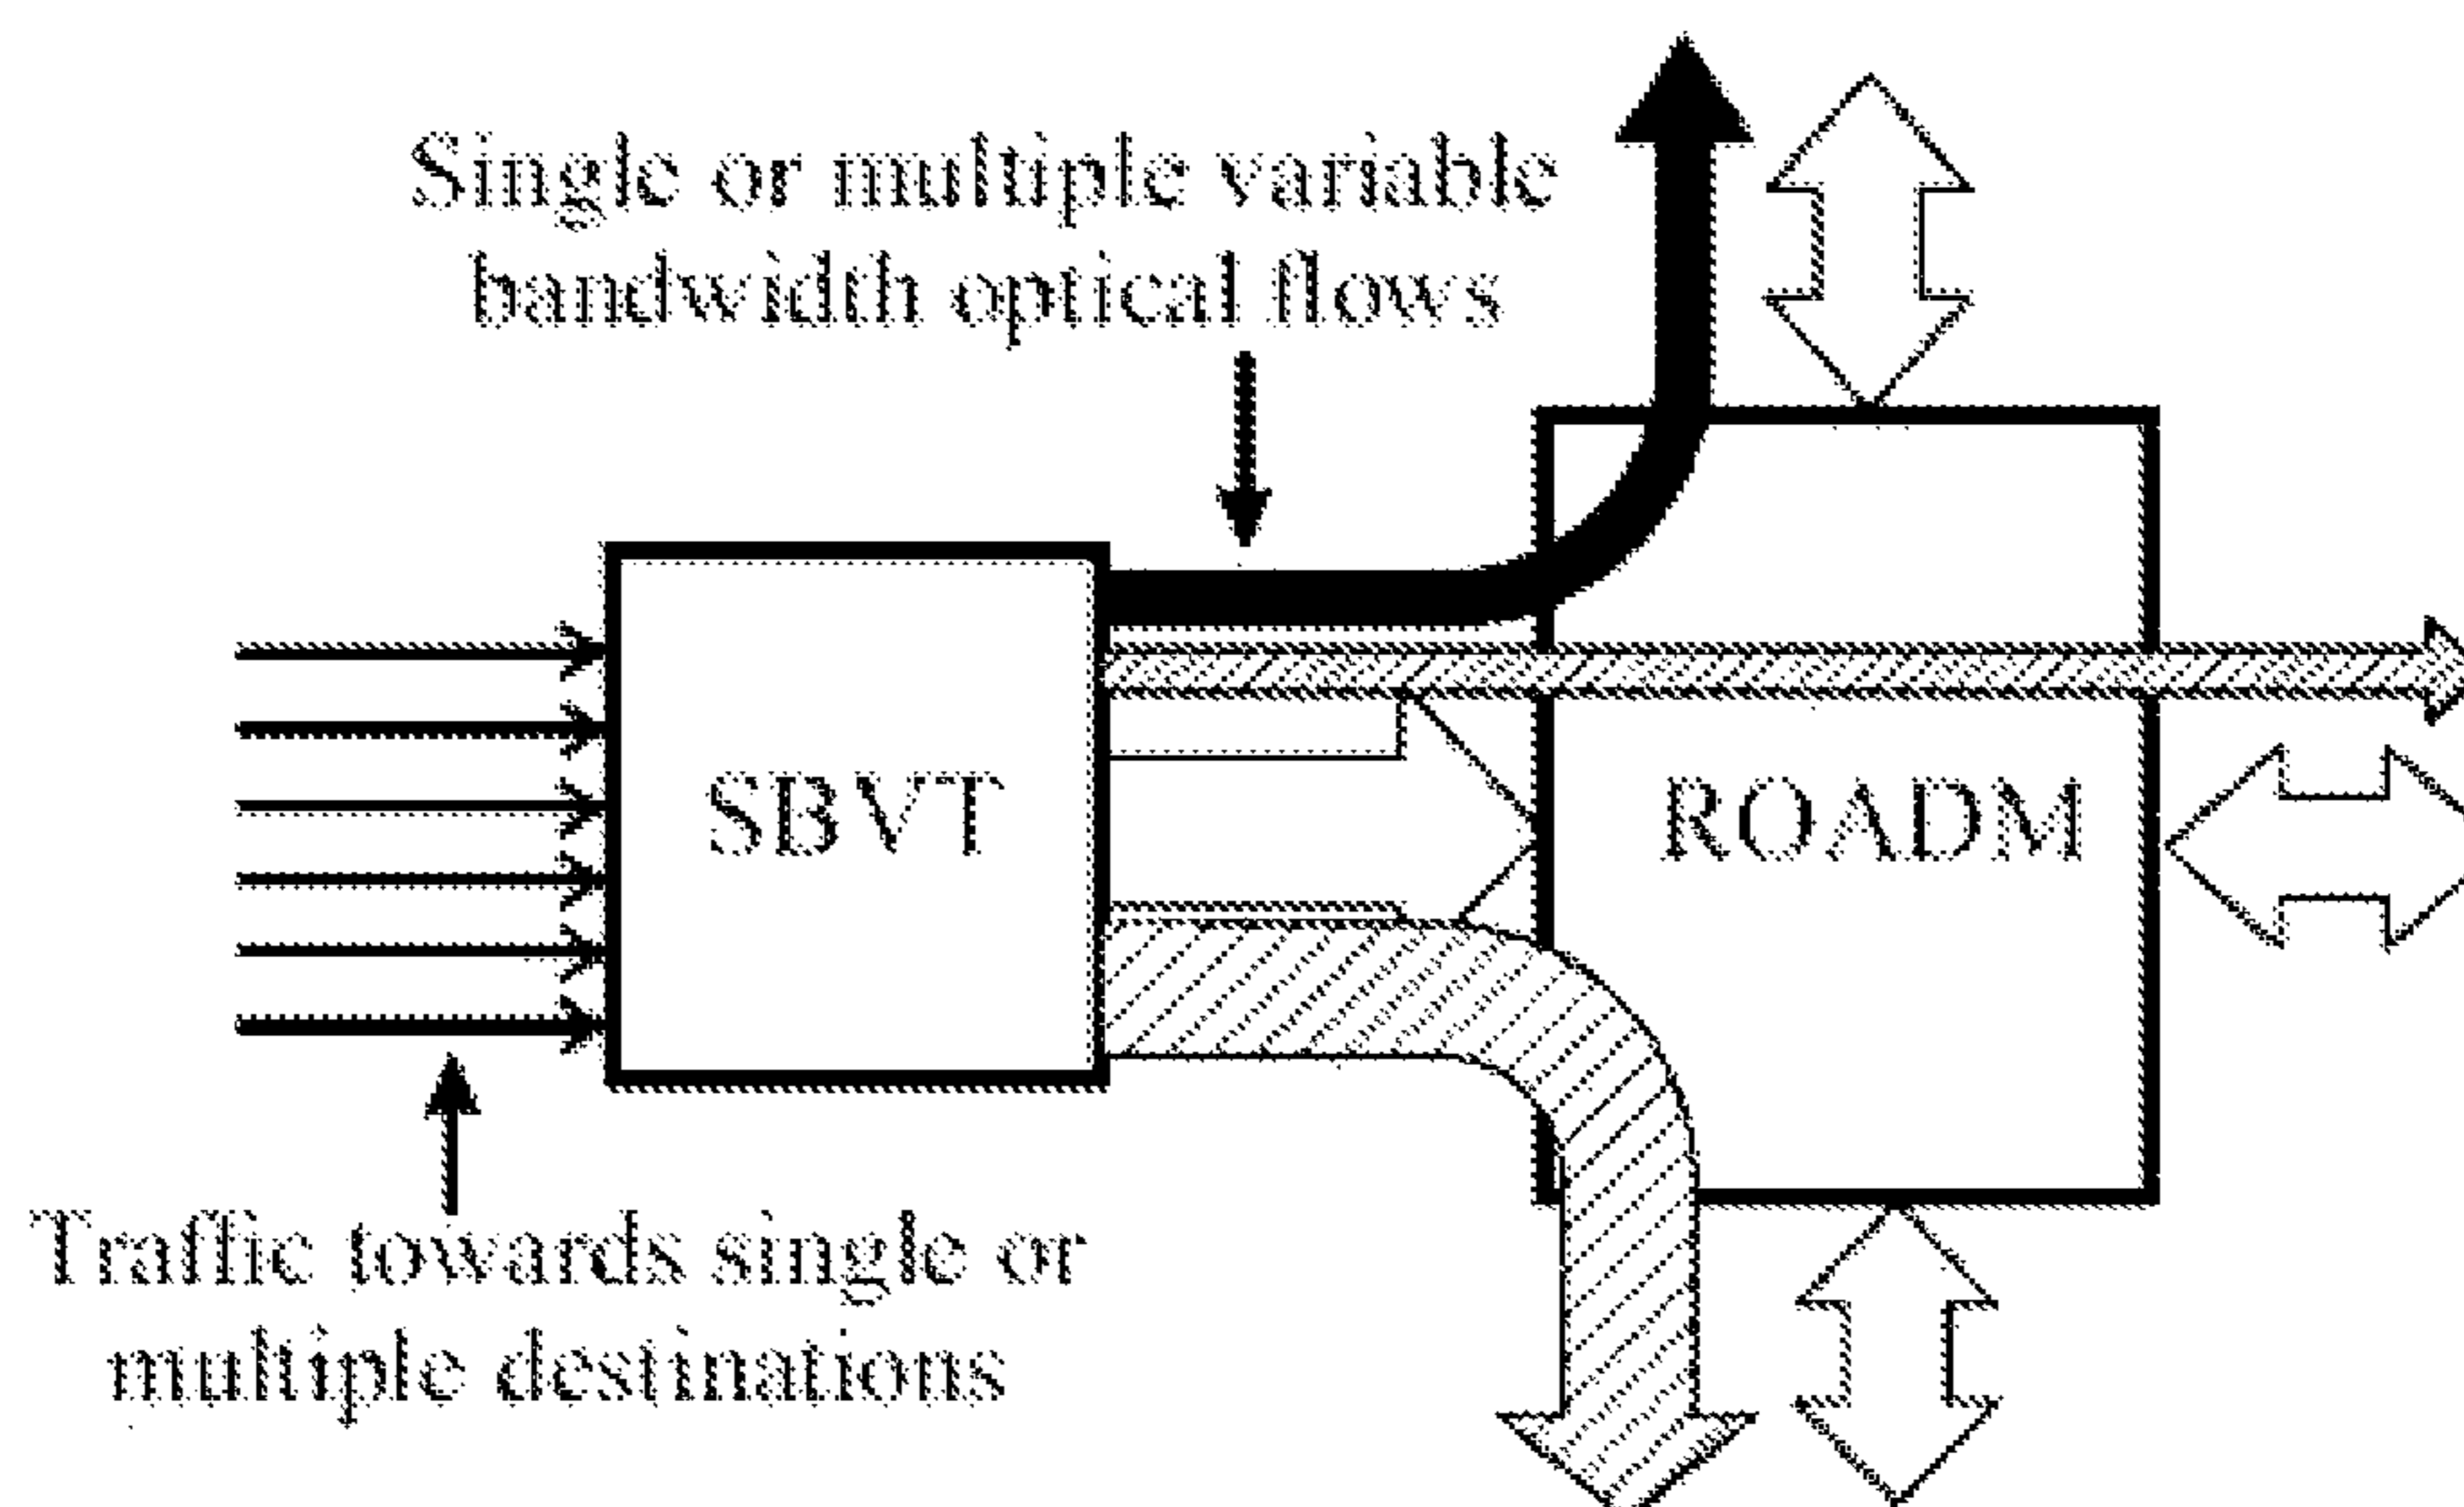 Single or multiple variable
bandwidth optical flows
SBVT
ROADM
Traffic towards single or
multiple destinations